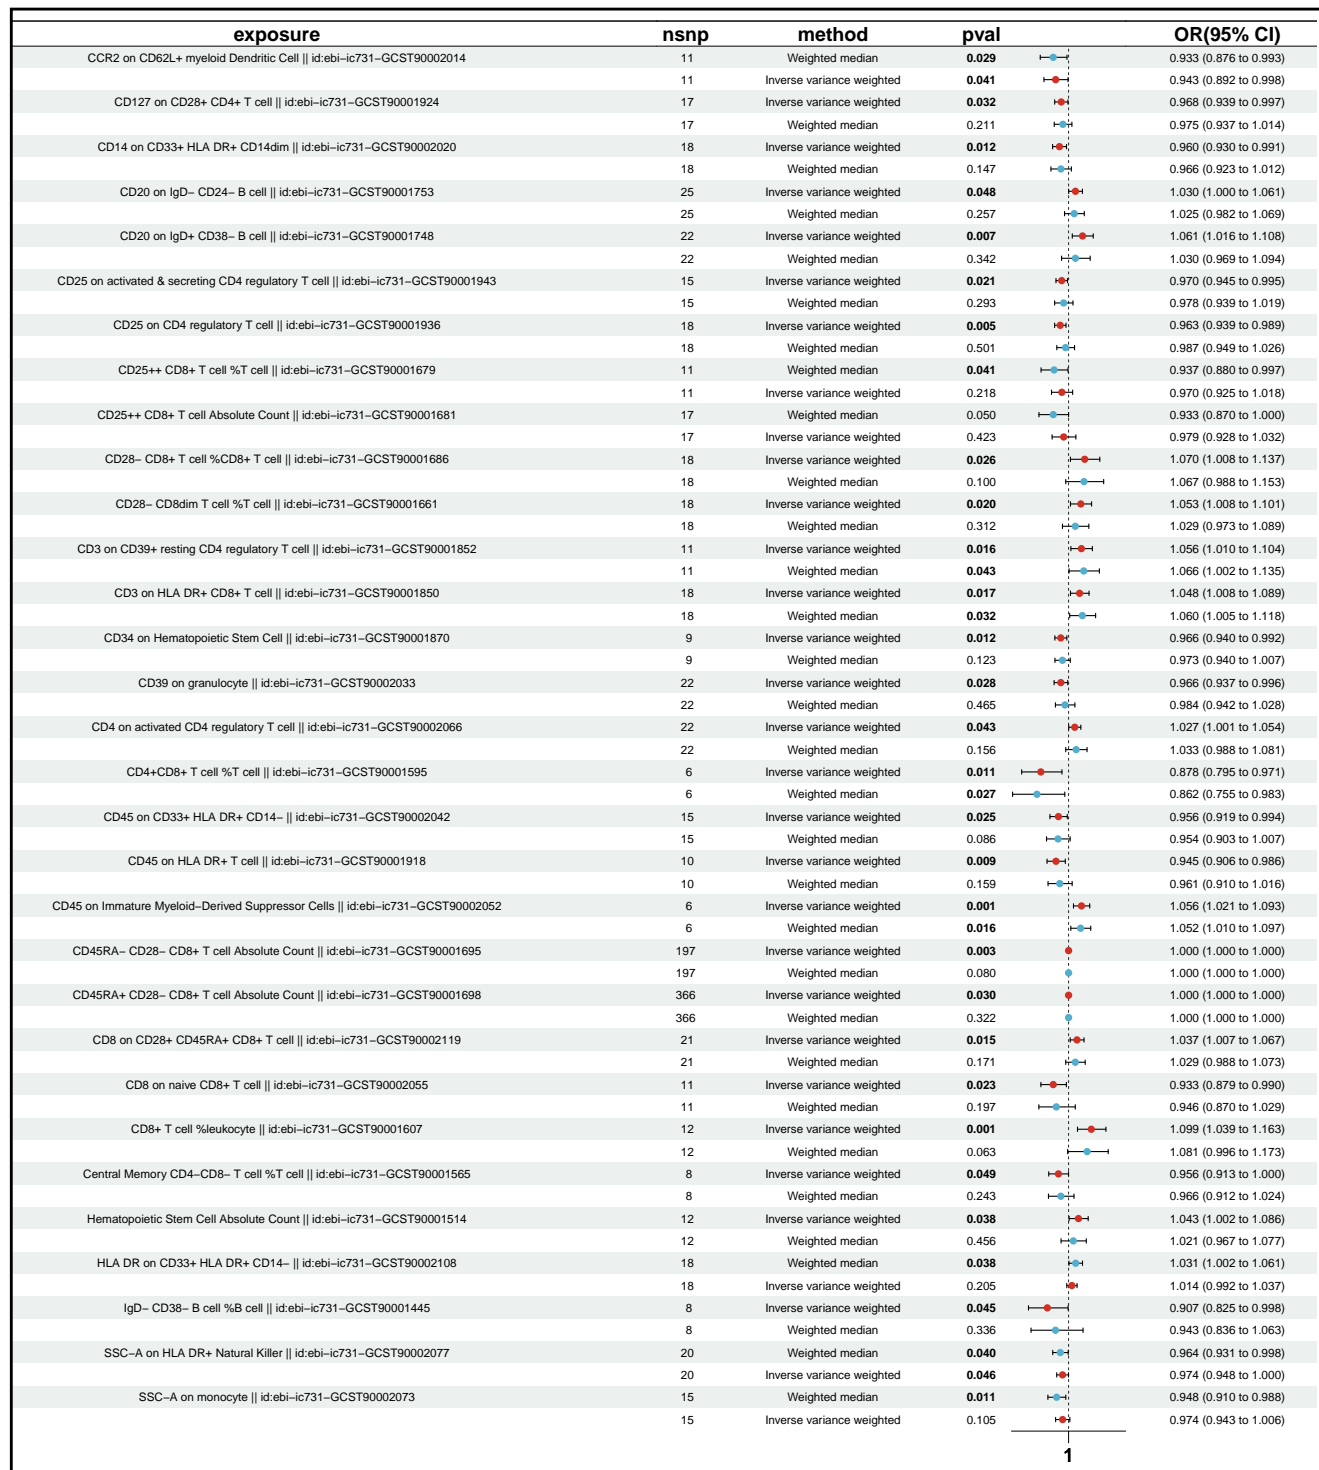 exposure nsnp method pval OR(95% CI)
CCR2 on CD62L+ myeloid Dendritic Cell || id:ebi−ic731−GCST90002014 11 Weighted median 0.029 0.933 (0.876 to 0.993)
11 Inverse variance weighted 0.041 0.943 (0.892 to 0.998)
CD127 on CD28+ CD4+ T cell || id:ebi−ic731−GCST90001924 17 Inverse variance weighted 0.032 0.968 (0.939 to 0.997)
17 Weighted median 0.211 0.975 (0.937 to 1.014)
CD14 on CD33+ HLA DR+ CD14dim || id:ebi−ic731−GCST90002020 18 Inverse variance weighted 0.012 0.960 (0.930 to 0.991)
18 Weighted median 0.147 0.966 (0.923 to 1.012)
CD20 on IgD− CD24− B cell || id:ebi−ic731−GCST90001753 25 Inverse variance weighted 0.048 1.030 (1.000 to 1.061)
25 Weighted median 0.257 1.025 (0.982 to 1.069)
CD20 on IgD+ CD38− B cell || id:ebi−ic731−GCST90001748 22 Inverse variance weighted 0.007 1.061 (1.016 to 1.108)
22 Weighted median 0.342 1.030 (0.969 to 1.094)
CD25 on activated & secreting CD4 regulatory T cell || id:ebi−ic731−GCST90001943 15 Inverse variance weighted 0.021 0.970 (0.945 to 0.995)
15 Weighted median 0.293 0.978 (0.939 to 1.019)
CD25 on CD4 regulatory T cell || id:ebi−ic731−GCST90001936 18 Inverse variance weighted 0.005 0.963 (0.939 to 0.989)
18 Weighted median 0.501 0.987 (0.949 to 1.026)
CD25++ CD8+ T cell %T cell || id:ebi−ic731−GCST90001679 11 Weighted median 0.041 0.937 (0.880 to 0.997)
11 Inverse variance weighted 0.218 0.970 (0.925 to 1.018)
CD25++ CD8+ T cell Absolute Count || id:ebi−ic731−GCST90001681 17 Weighted median 0.050 0.933 (0.870 to 1.000)
17 Inverse variance weighted 0.423 0.979 (0.928 to 1.032)
CD28− CD8+ T cell %CD8+ T cell || id:ebi−ic731−GCST90001686 18 Inverse variance weighted 0.026 1.070 (1.008 to 1.137)
18 Weighted median 0.100 1.067 (0.988 to 1.153)
CD28− CD8dim T cell %T cell || id:ebi−ic731−GCST90001661 18 Inverse variance weighted 0.020 1.053 (1.008 to 1.101)
18 Weighted median 0.312 1.029 (0.973 to 1.089)
CD3 on CD39+ resting CD4 regulatory T cell || id:ebi−ic731−GCST90001852 11 Inverse variance weighted 0.016 1.056 (1.010 to 1.104)
11 Weighted median 0.043 1.066 (1.002 to 1.135)
CD3 on HLA DR+ CD8+ T cell || id:ebi−ic731−GCST90001850 18 Inverse variance weighted 0.017 1.048 (1.008 to 1.089)
18 Weighted median 0.032 1.060 (1.005 to 1.118)
CD34 on Hematopoietic Stem Cell || id:ebi−ic731−GCST90001870 9 Inverse variance weighted 0.012 0.966 (0.940 to 0.992)
9 Weighted median 0.123 0.973 (0.940 to 1.007)
CD39 on granulocyte || id:ebi−ic731−GCST90002033 22 Inverse variance weighted 0.028 0.966 (0.937 to 0.996)
22 Weighted median 0.465 0.984 (0.942 to 1.028)
CD4 on activated CD4 regulatory T cell || id:ebi−ic731−GCST90002066 22 Inverse variance weighted 0.043 1.027 (1.001 to 1.054)
22 Weighted median 0.156 1.033 (0.988 to 1.081)
CD4+CD8+ T cell %T cell || id:ebi−ic731−GCST90001595 6 Inverse variance weighted 0.011 0.878 (0.795 to 0.971)
6 Weighted median 0.027 0.862 (0.755 to 0.983)
CD45 on CD33+ HLA DR+ CD14− || id:ebi−ic731−GCST90002042 15 Inverse variance weighted 0.025 0.956 (0.919 to 0.994)
15 Weighted median 0.086 0.954 (0.903 to 1.007)
CD45 on HLA DR+ T cell || id:ebi−ic731−GCST90001918 10 Inverse variance weighted 0.009 0.945 (0.906 to 0.986)
10 Weighted median 0.159 0.961 (0.910 to 1.016)
CD45 on Immature Myeloid−Derived Suppressor Cells || id:ebi−ic731−GCST90002052 6 Inverse variance weighted 0.001 1.056 (1.021 to 1.093)
6 Weighted median 0.016 1.052 (1.010 to 1.097)
CD45RA− CD28− CD8+ T cell Absolute Count || id:ebi−ic731−GCST90001695 197 Inverse variance weighted 0.003 1.000 (1.000 to 1.000)
197 Weighted median 0.080 1.000 (1.000 to 1.000)
CD45RA+ CD28− CD8+ T cell Absolute Count || id:ebi−ic731−GCST90001698 366 Inverse variance weighted 0.030 1.000 (1.000 to 1.000)
366 Weighted median 0.322 1.000 (1.000 to 1.000)
CD8 on CD28+ CD45RA+ CD8+ T cell || id:ebi−ic731−GCST90002119 21 Inverse variance weighted 0.015 1.037 (1.007 to 1.067)
21 Weighted median 0.171 1.029 (0.988 to 1.073)
CD8 on naive CD8+ T cell || id:ebi−ic731−GCST90002055 11 Inverse variance weighted 0.023 0.933 (0.879 to 0.990)
11 Weighted median 0.197 0.946 (0.870 to 1.029)
CD8+ T cell %leukocyte || id:ebi−ic731−GCST90001607 12 Inverse variance weighted 0.001 1.099 (1.039 to 1.163)
12 Weighted median 0.063 1.081 (0.996 to 1.173)
Central Memory CD4−CD8− T cell %T cell || id:ebi−ic731−GCST90001565 8 Inverse variance weighted 0.049 0.956 (0.913 to 1.000)
8 Weighted median 0.243 0.966 (0.912 to 1.024)
Hematopoietic Stem Cell Absolute Count || id:ebi−ic731−GCST90001514 12 Inverse variance weighted 0.038 1.043 (1.002 to 1.086)
12 Weighted median 0.456 1.021 (0.967 to 1.077)
HLA DR on CD33+ HLA DR+ CD14− || id:ebi−ic731−GCST90002108 18 Weighted median 0.038 1.031 (1.002 to 1.061)
18 Inverse variance weighted 0.205 1.014 (0.992 to 1.037)
IgD− CD38− B cell %B cell || id:ebi−ic731−GCST90001445 8 Inverse variance weighted 0.045 0.907 (0.825 to 0.998)
8 Weighted median 0.336 0.943 (0.836 to 1.063)
SSC−A on HLA DR+ Natural Killer || id:ebi−ic731−GCST90002077 20 Weighted median 0.040 0.964 (0.931 to 0.998)
20 Inverse variance weighted 0.046 0.974 (0.948 to 1.000)
SSC−A on monocyte || id:ebi−ic731−GCST90002073 15 Weighted median 0.011 0.948 (0.910 to 0.988)
15 Inverse variance weighted 0.105 0.974 (0.943 to 1.006)
1